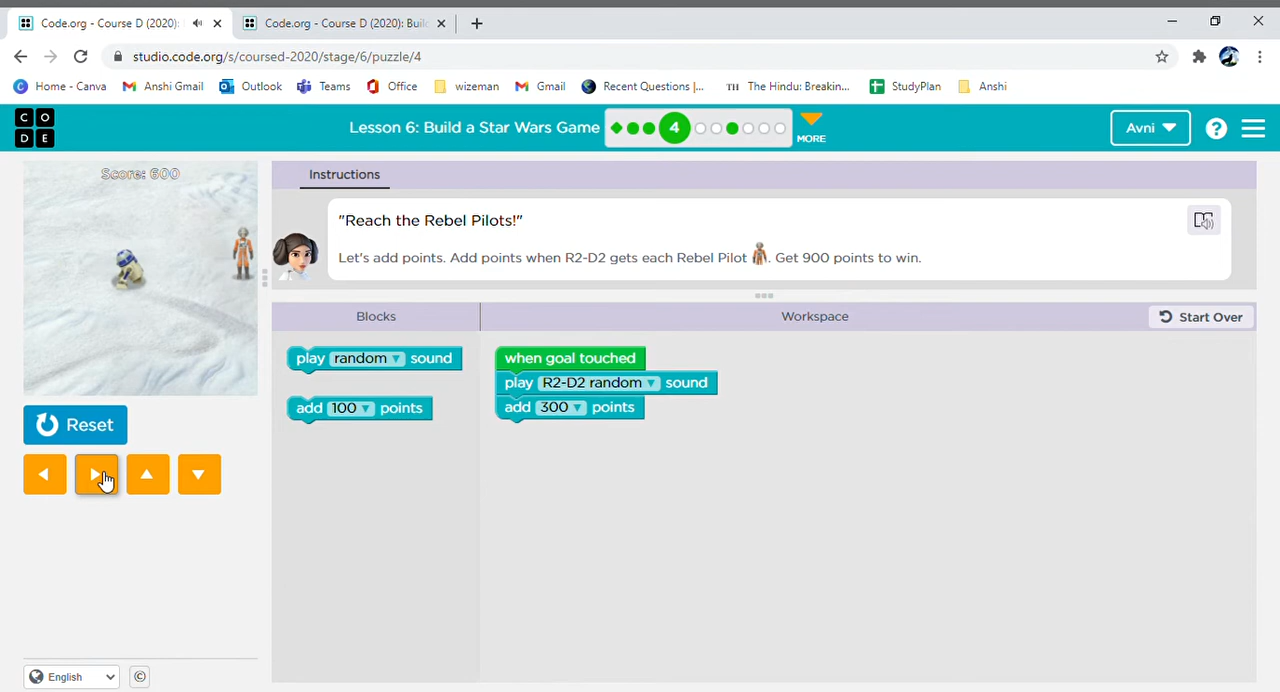 Code.org - Course D (2020):
Code.org - Course D (2020): Buil
studio.code.org/s/coursed-2020/stage/6/puzzle/4
Home - Canva
Anshi Gmail
Outlook
Teams
Office
wizeman
Gmail
Recent Questions |...
TH
The Hindu: Breakin...
StudyPlan
Anshi
C O
D E
Lesson 6: Build a Star Wars Game
4
MORE
Avni
?
Score: 600
Instructions
"Reach the Rebel Pilots!"
Let's add points. Add points when R2-D2 gets each Rebel Pilot . Get 900 points to win.
Blocks
Workspace
Start Over
play random sound
add 100 points
when goal touched
play R2-D2 random sound
add 300 points
Reset
English
©